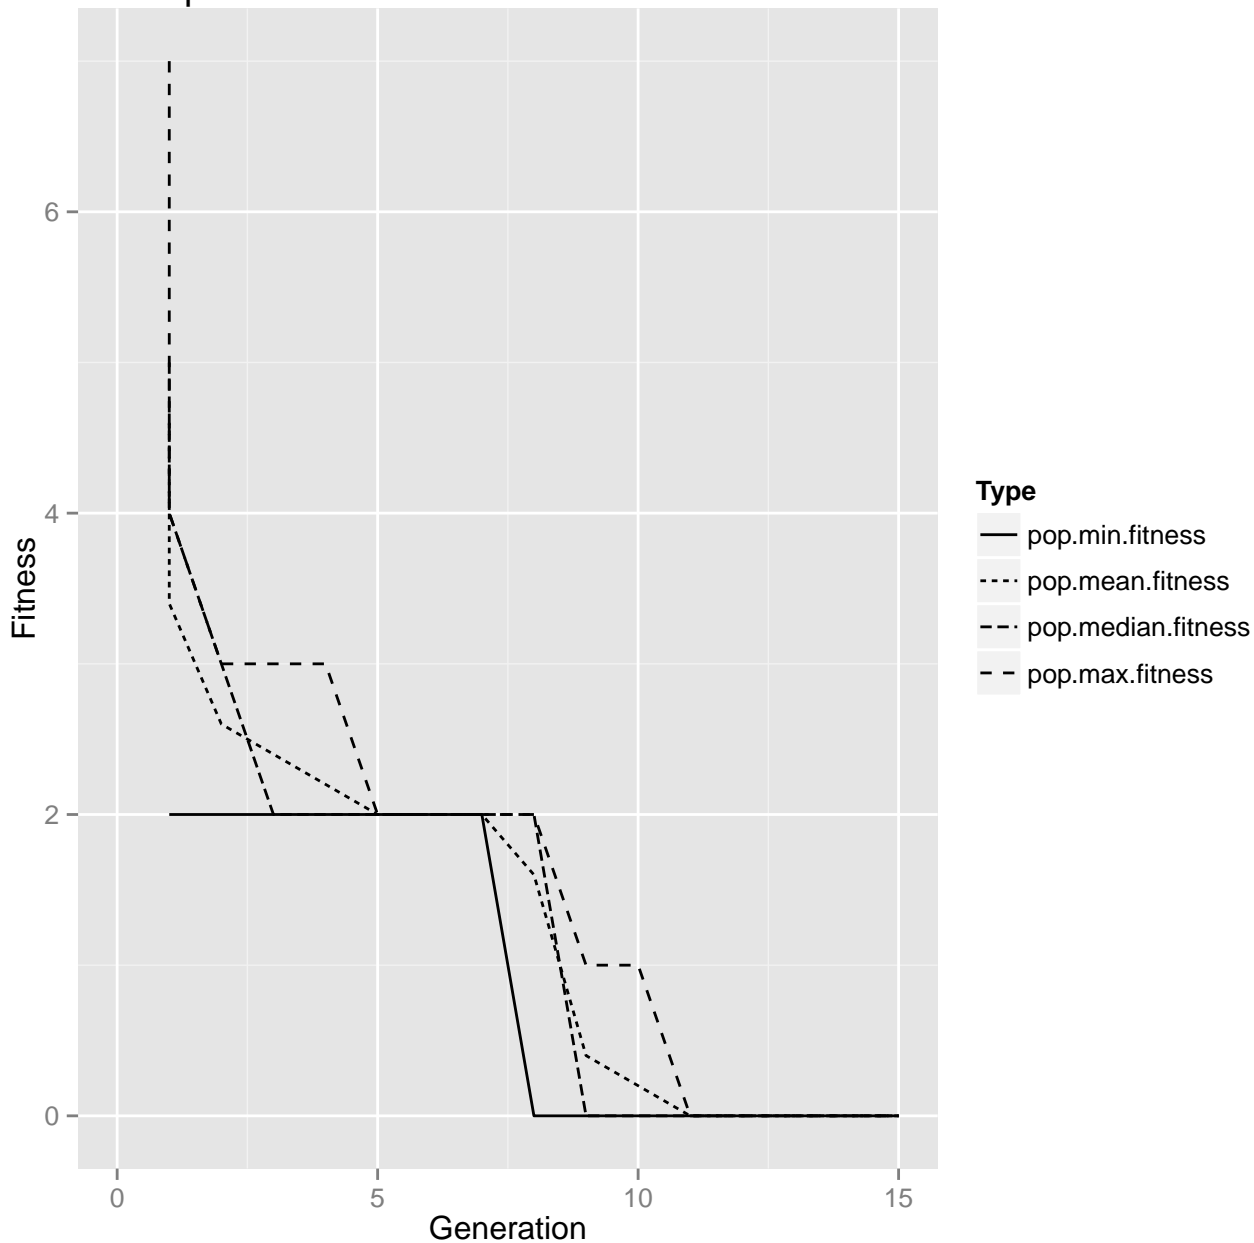 6
4
2
0
0 5 10 15
Generation
Fitness
Type
pop.min.fitness
pop.mean.fitness
pop.median.fitness
pop.max.fitness